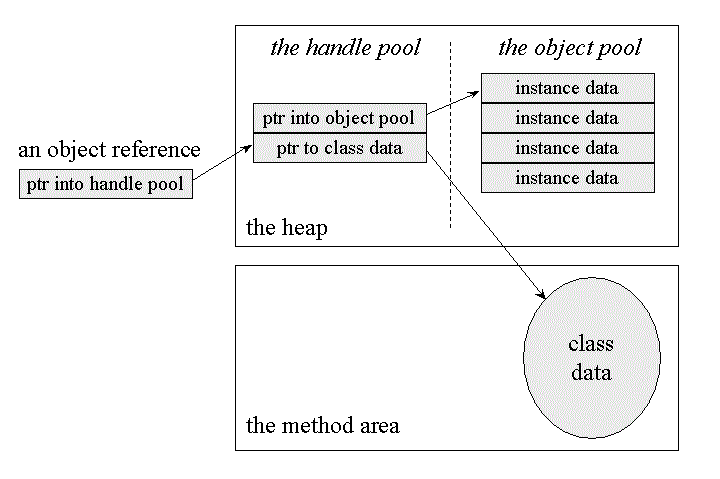 the handle pool
the object pool
an object reference
ptr into handle pool
ptr into object pool
ptr to class data
instance data
instance data
instance data
instance data
the heap
class
data
the method area